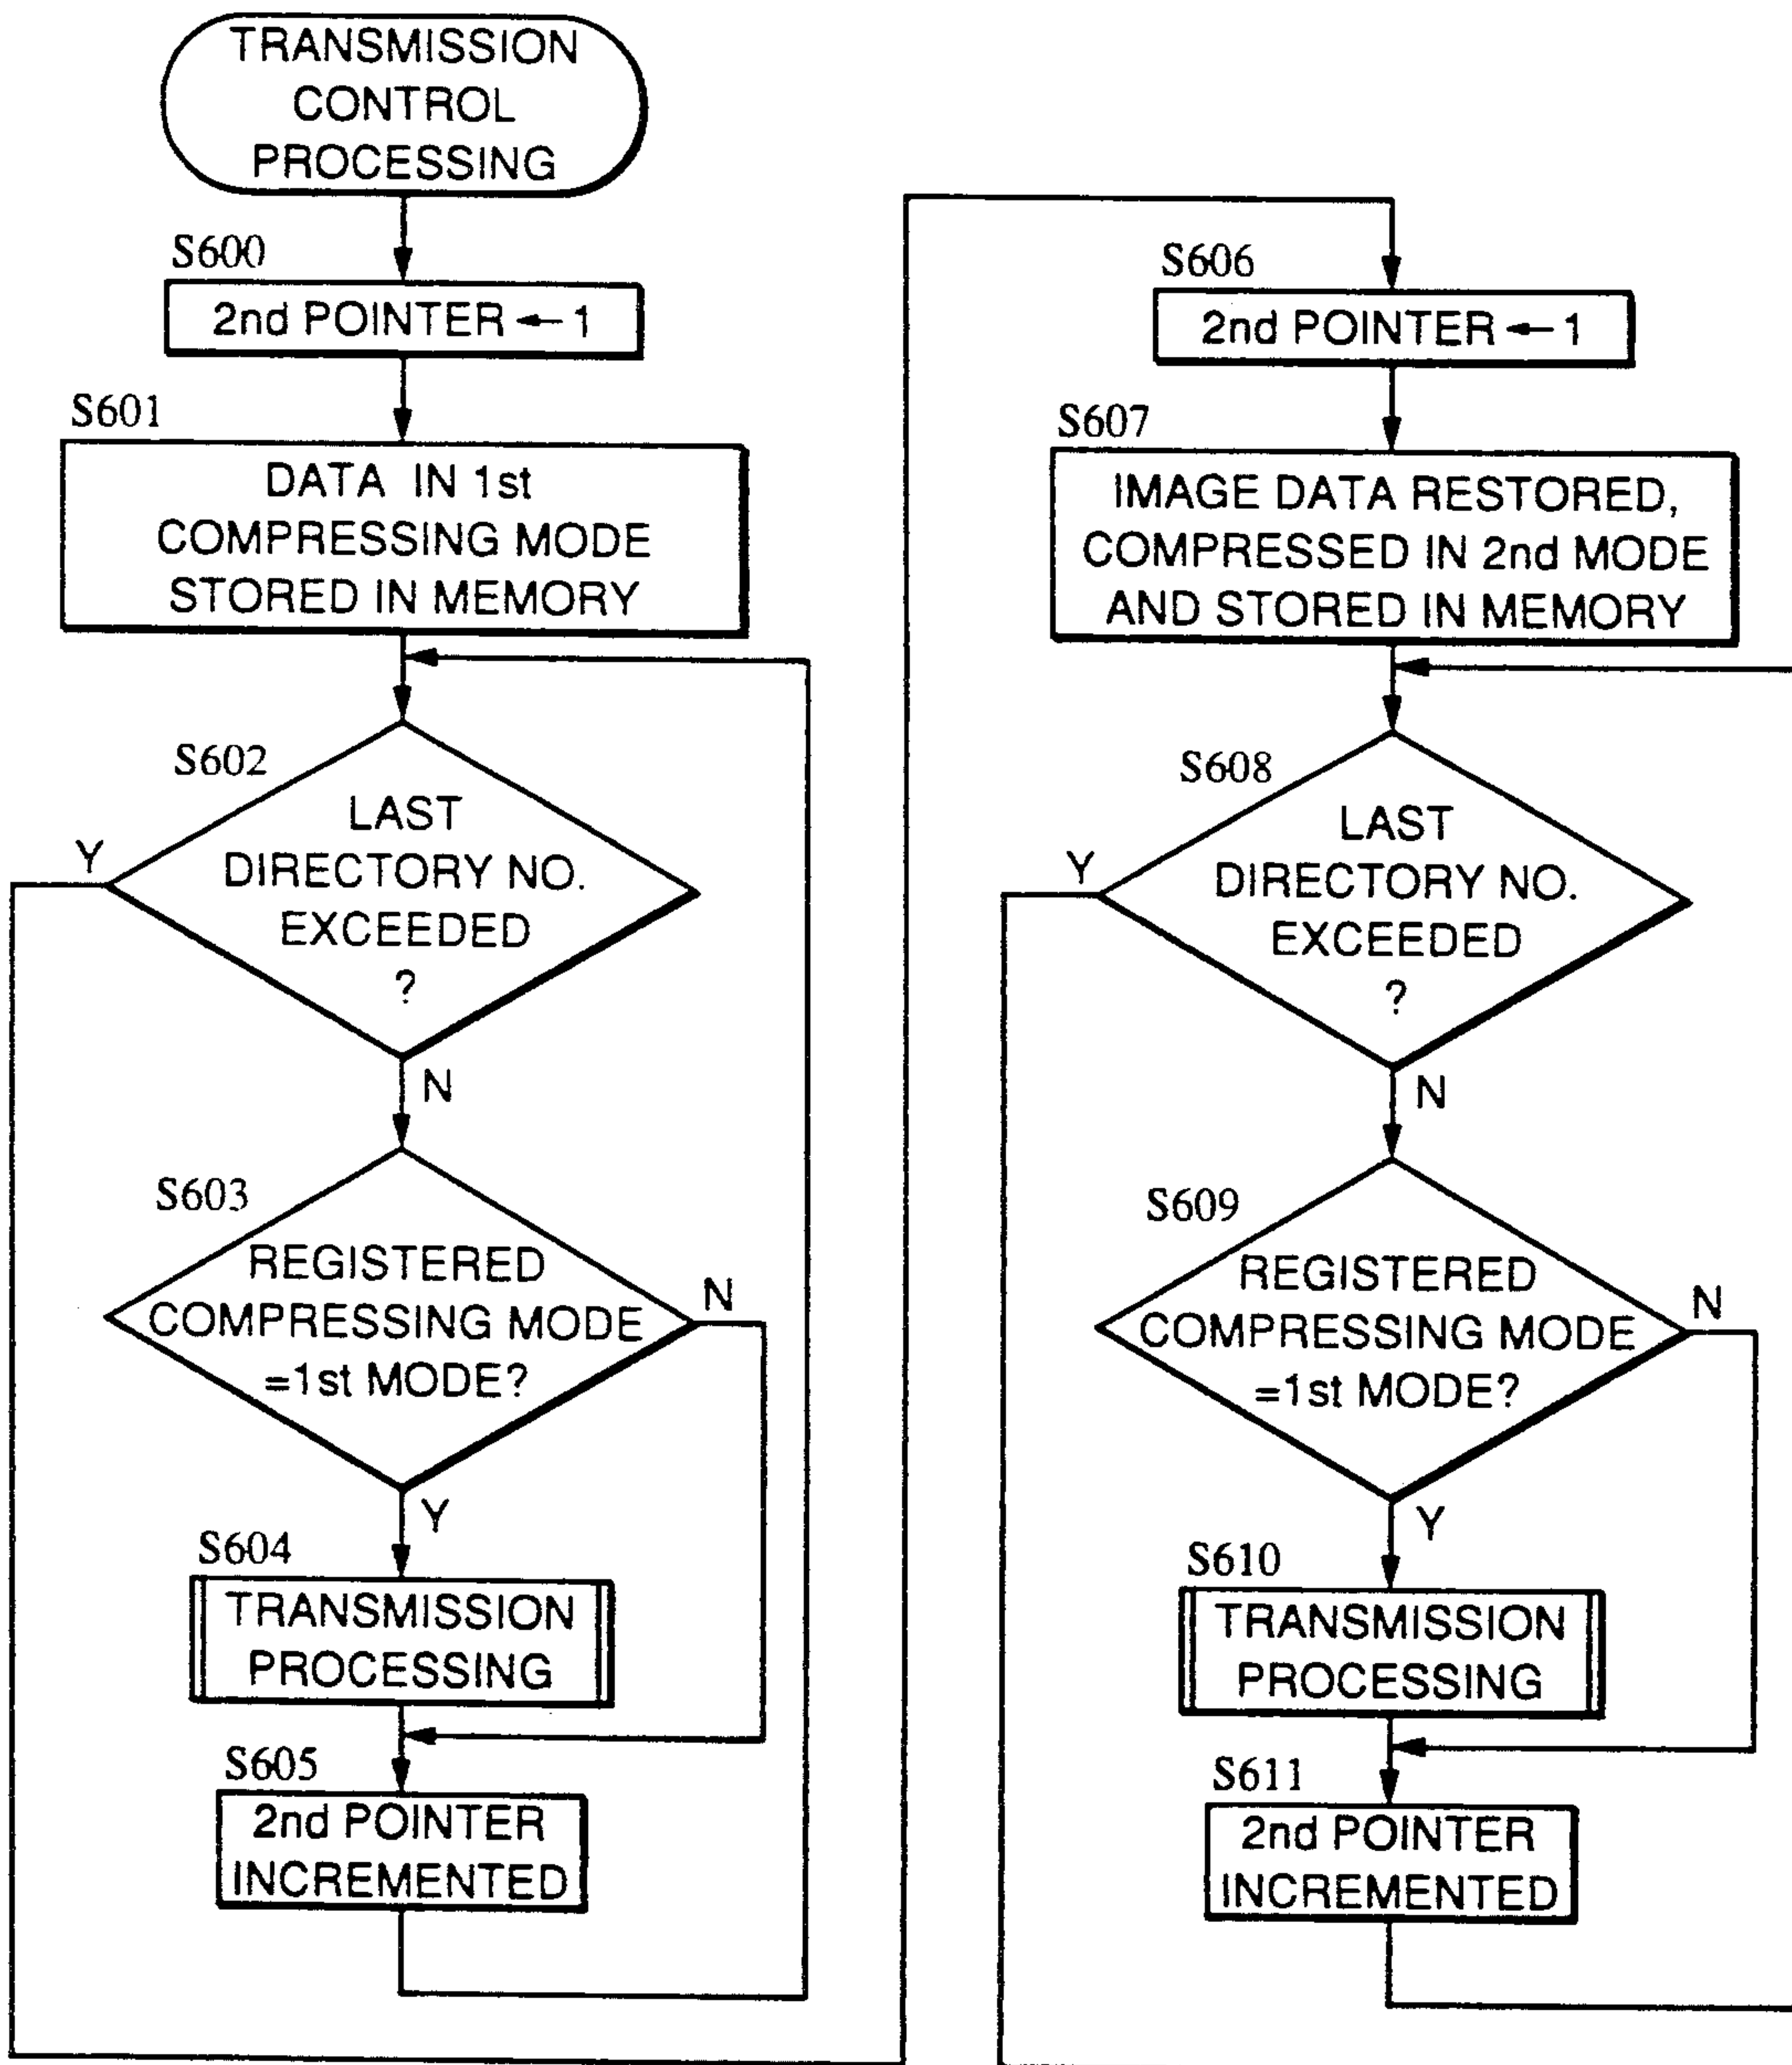 TRANSMISSION
CONTROL
PROCESSING
S600
2nd POINTER ← 1
S601
DATA IN 1st
COMPRESSING MODE
STORED IN MEMORY
S602
LAST
DIRECTORY NO.
EXCEEDED
?
Y
N
S603
REGISTERED
COMPRESSING MODE
=1st MODE?
N
Y
S604
TRANSMISSION
PROCESSING
S605
2nd POINTER
INCREMENTED
S606
2nd POINTER ← 1
S607
IMAGE DATA RESTORED,
COMPRESSED IN 2nd MODE
AND STORED IN MEMORY
S608
LAST
DIRECTORY NO.
EXCEEDED
?
Y
N
S609
REGISTERED
COMPRESSING MODE
=1st MODE?
N
Y
S610
TRANSMISSION
PROCESSING
S611
2nd POINTER
INCREMENTED